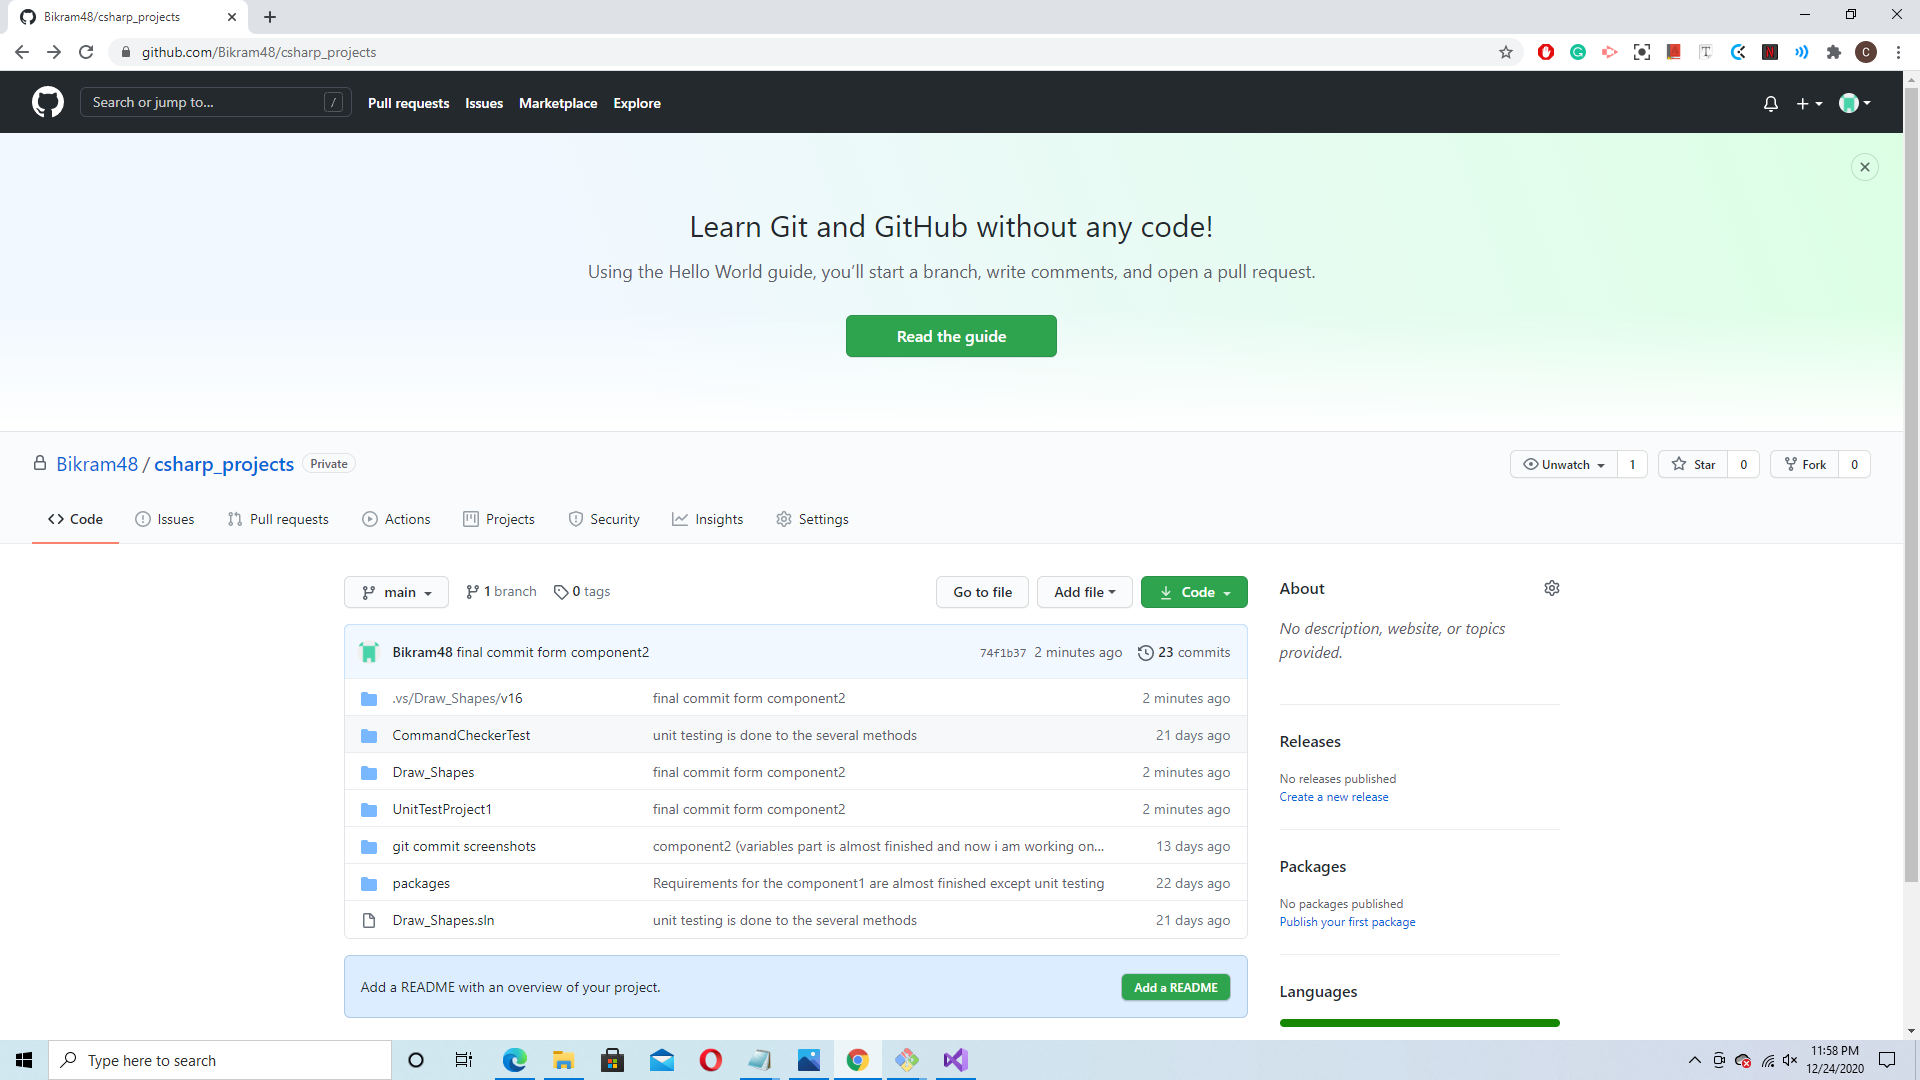 Bikram48/csharp_projects
github.com/Bikram48/csharp_projects
C
Search or jump to... /
Pull requests Issues Marketplace Explore
Learn Git and GitHub without any code!
Using the Hello World guide, you’ll start a branch, write comments, and open a pull request.
Read the guide
Bikram48 / csharp_projects Private
Unwatch 1 Star 0 Fork 0
Code Issues Pull requests Actions Projects Security Insights Settings
main 1 branch 0 tags
Go to file Add file Code
Bikram48 final commit form component2 74f1b37 2 minutes ago 23 commits
.vs/Draw_Shapes/v16 final commit form component2 2 minutes ago
CommandCheckerTest unit testing is done to the several methods 21 days ago
Draw_Shapes final commit form component2 2 minutes ago
UnitTestProject1 final commit form component2 2 minutes ago
git commit screenshots component2 (variables part is almost finished and now i am working on... 13 days ago
packages Requirements for the component1 are almost finished except unit testing 22 days ago
Draw_Shapes.sln unit testing is done to the several methods 21 days ago
Add a README with an overview of your project. Add a README
About
No description, website, or topics
provided.
Releases
No releases published
Create a new release
Packages
No packages published
Publish your first package
Languages
Type here to search
11:58 PM
12/24/2020